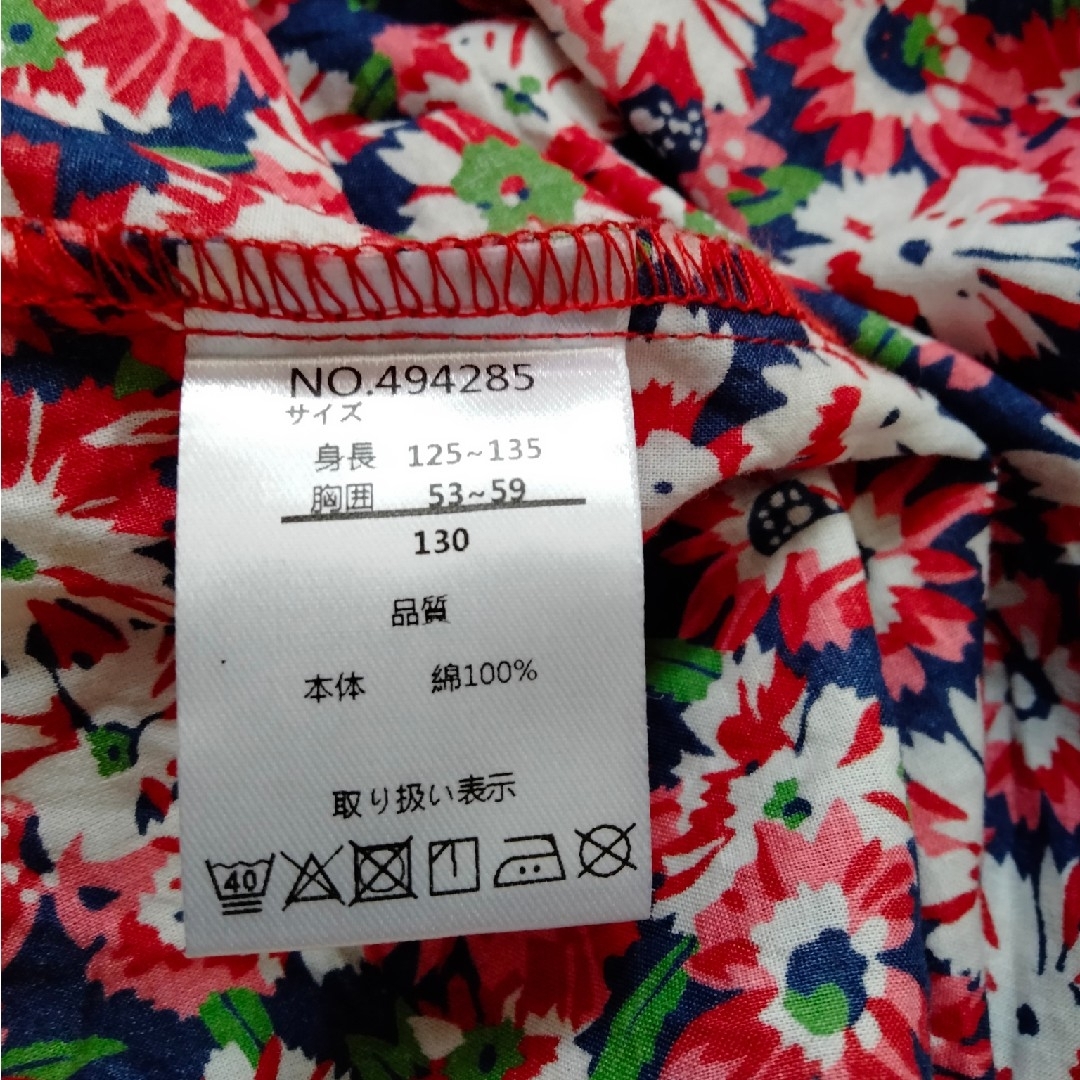 NO.494285
サイズ
身長 125~135
胸囲 53~59
130
品質
本体 綿100%
取り扱い表示
40